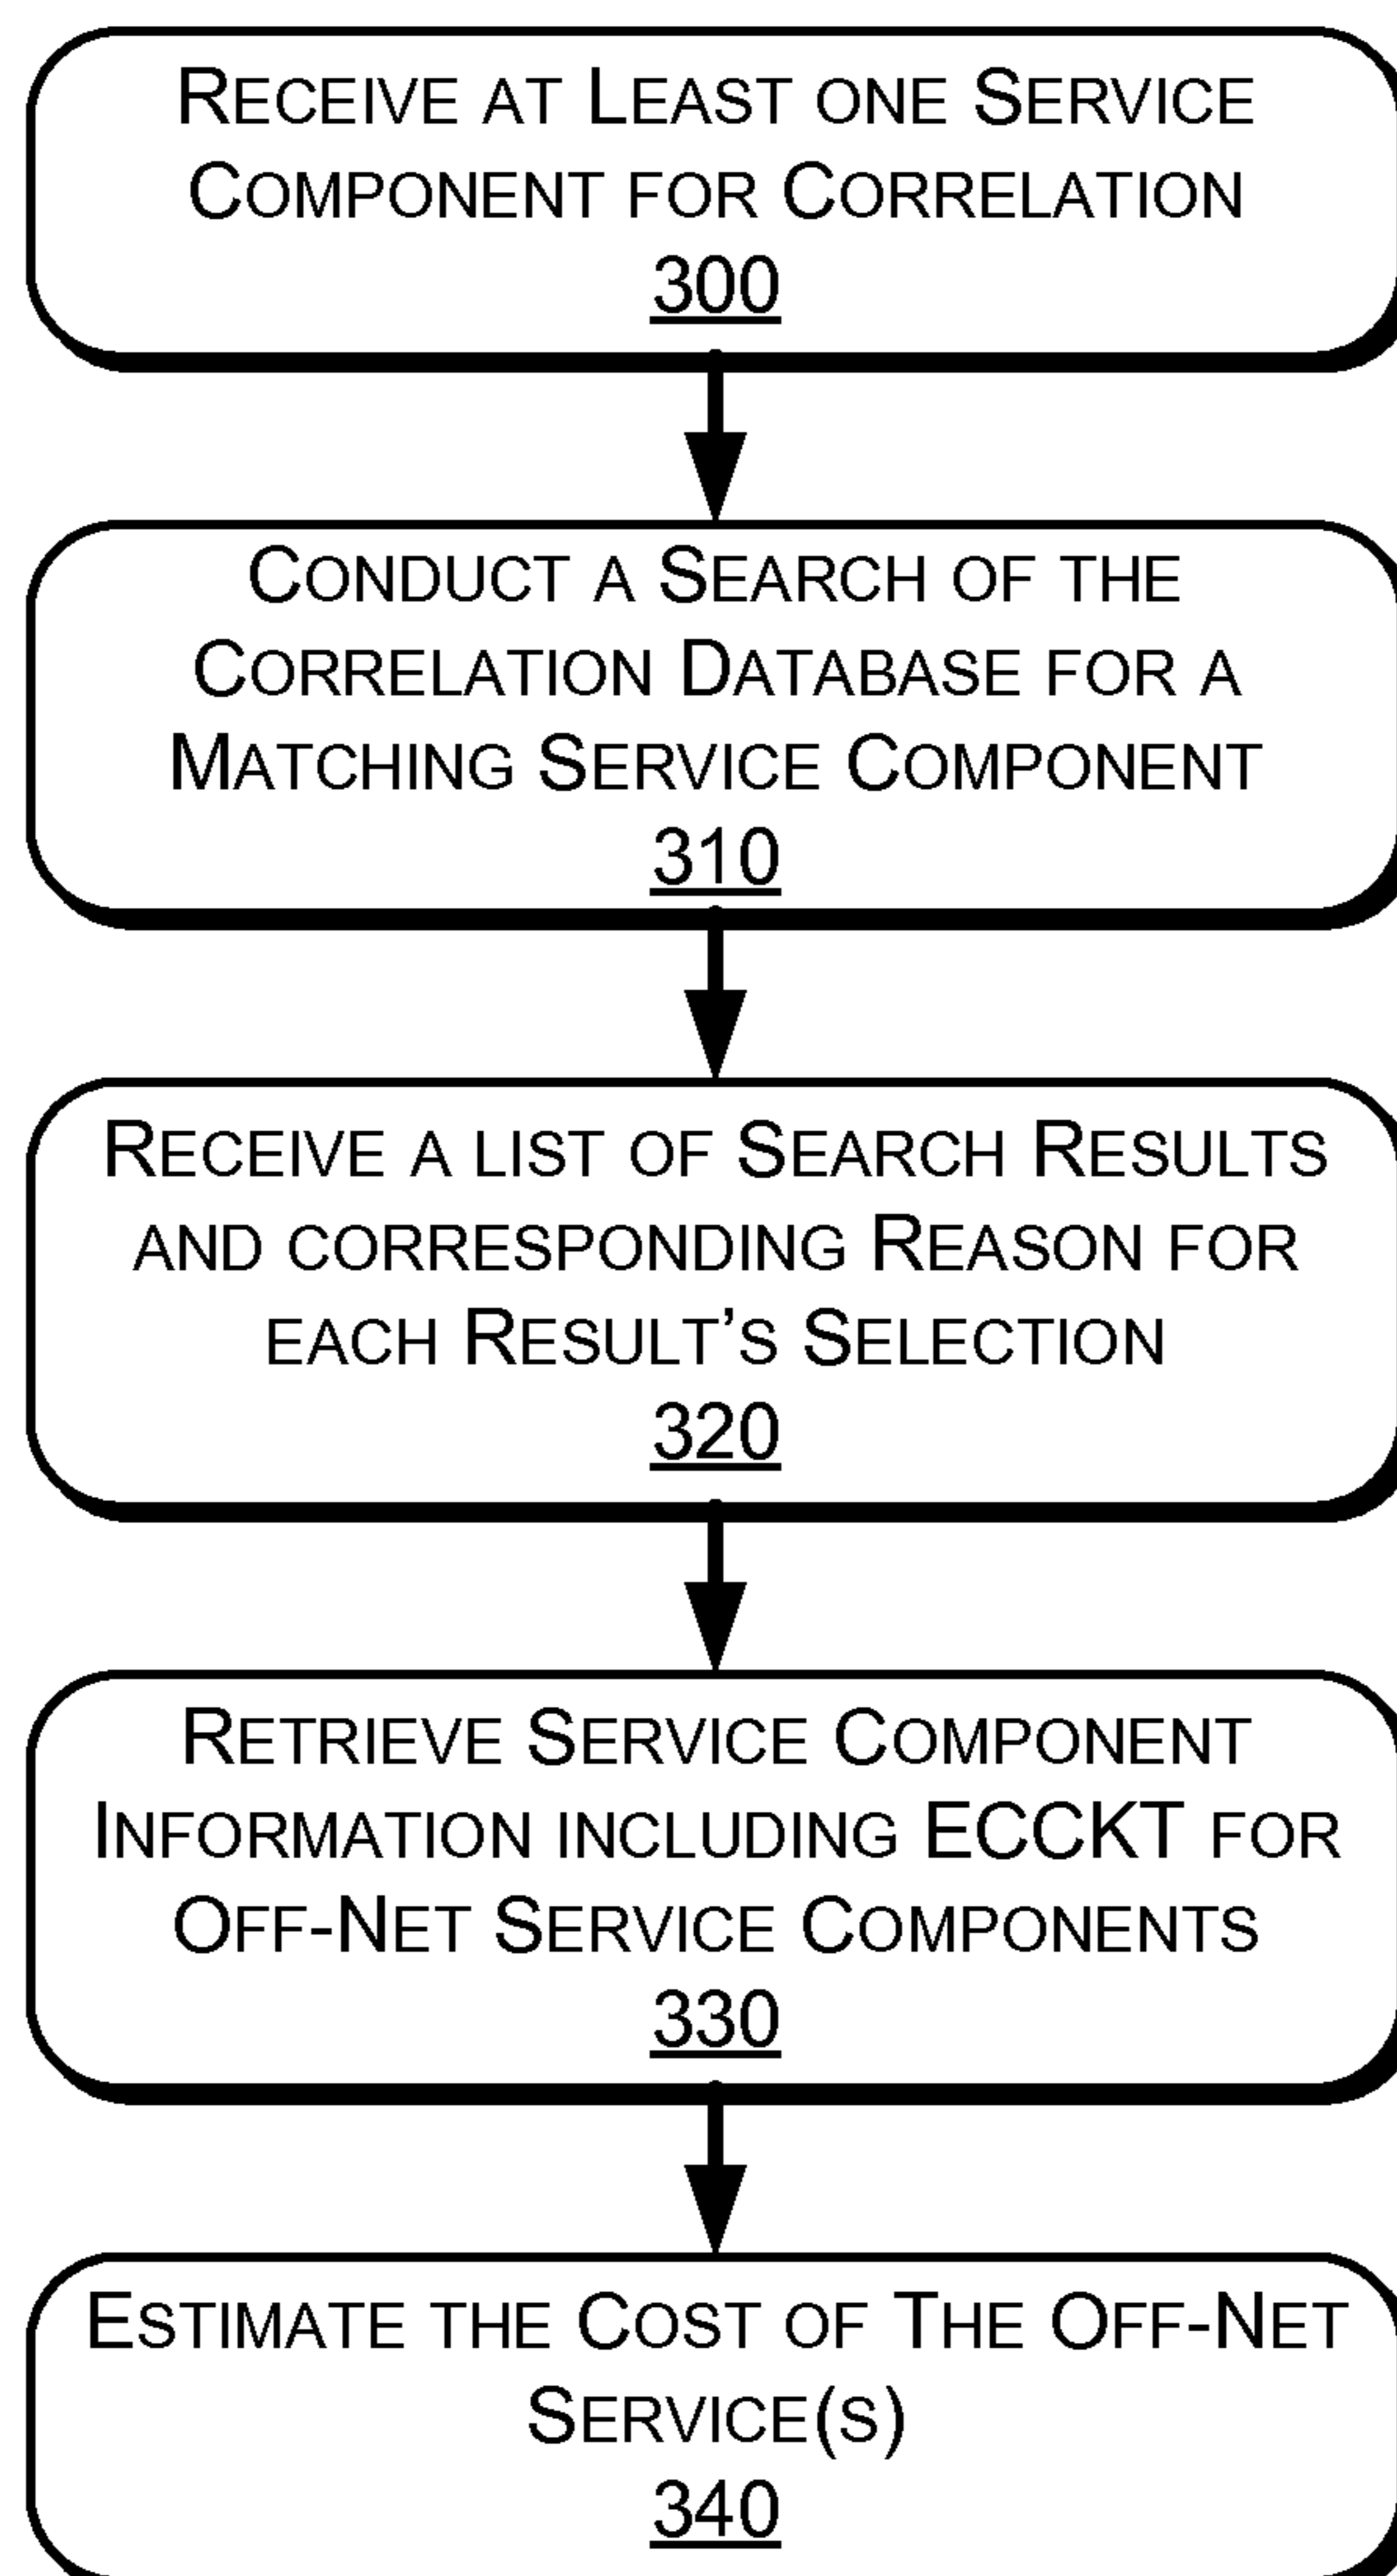 Receive at Least one Service
Component for Correlation
300
Conduct a Search of the
Correlation Database for a
Matching Service Component
310
Receive a list of Search Results
and corresponding Reason for
each Result's Selection
320
Retrieve Service Component
Information including ECCKT for
Off-Net Service Components
330
Estimate the Cost of The Off-Net
Service(s)
340